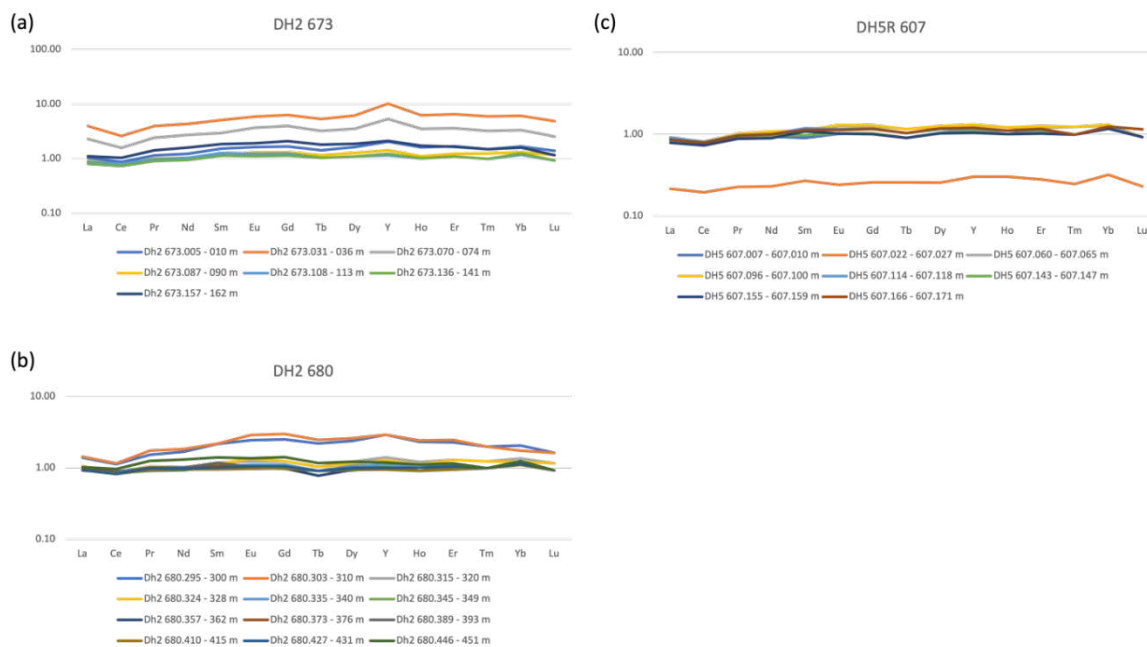 (a)
DH2 673
100.00
10.00
1.00
0.10
La Ce Pr Nd Sm Eu Gd Tb Dy Y Ho Er Tm Yb Lu
Dh2 673.005 - 010 m Dh2 673.031 - 036 m Dh2 673.070 - 074 m
Dh2 673.087 - 090 m Dh2 673.108 - 113 m Dh2 673.136 - 141 m
Dh2 673.157 - 162 m
(b)
DH2 680
10.00
1.00
0.10
La Ce Pr Nd Sm Eu Gd Tb Dy Y Ho Er Tm Yb Lu
Dh2 680.295 - 300 m Dh2 680.303 - 310 m Dh2 680.315 - 320 m
Dh2 680.324 - 328 m Dh2 680.335 - 340 m Dh2 680.345 - 349 m
Dh2 680.357 - 362 m Dh2 680.373 - 376 m Dh2 680.389 - 393 m
Dh2 680.410 - 415 m Dh2 680.427 - 431 m Dh2 680.446 - 451 m
(c)
DH5R 607
10.00
1.00
0.10
La Ce Pr Nd Sm Eu Gd Tb Dy Y Ho Er Tm Yb Lu
DH5 607.007 - 607.010 m DH5 607.022 - 607.027 m DH5 607.060 - 607.065 m
DH5 607.096 - 607.100 m DH5 607.114 - 607.118 m DH5 607.143 - 607.147 m
DH5 607.155 - 607.159 m DH5 607.166 - 607.171 m